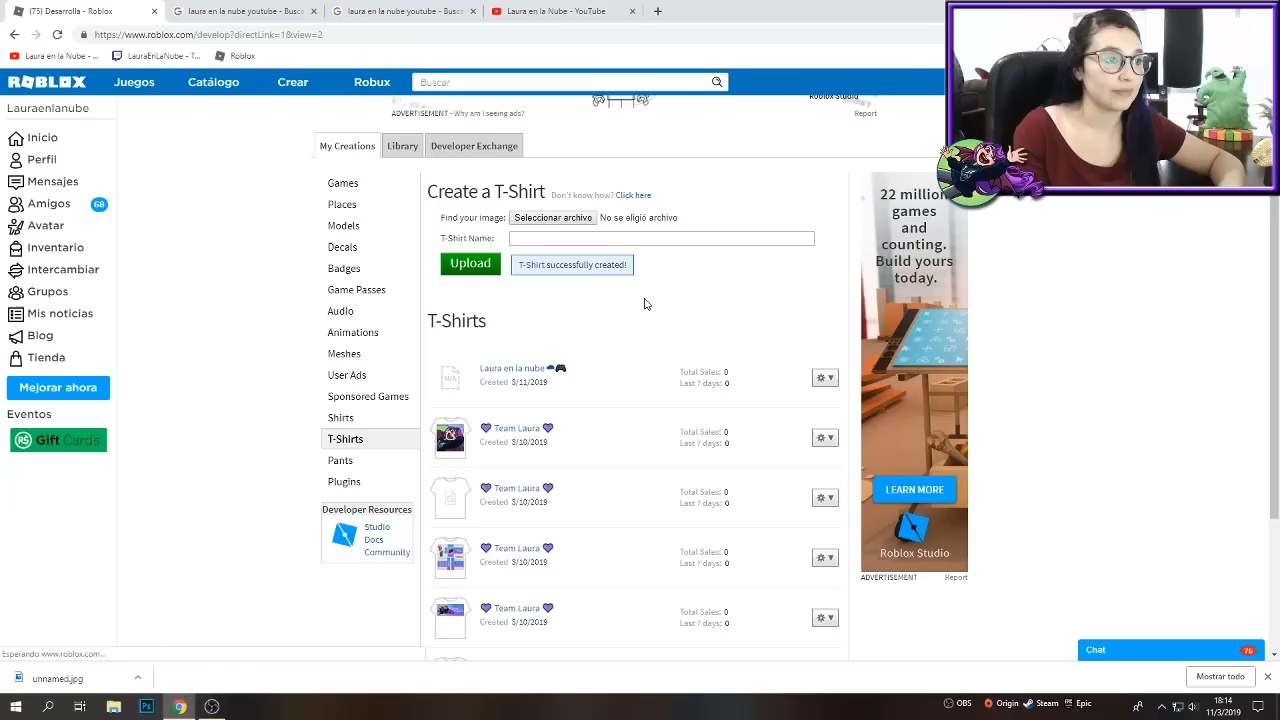 (75) Desarrolla - Roblox
laura en la nube youtube - Busc
laura en la nube youtube - Busc
Laura en la Nube - YouTube
https://www.roblox.com/develop?directLink=1&view=2
Laura en la Nube - ...
LauraEnLaNube - T...
Roblox
ROBLOX
Juegos
Catálogo
Crear
Robux
Buscar
Lauraenlanube
Inicio
Perfil
Mensajes
Amigos 68
Avatar
Inventario
Intercambiar
Grupos
Mis noticias
Blog
Tienda
Mejorar ahora
Eventos
Gift Cards
Roblox Studio
ADVERTISEMENT - Why am I seeing ads?
Report
My Creations
Library
Developer Exchange
Games
Places
Models
Decals
Badges
Game Passes
Audio
Animations
Meshes
User Ads
Sponsored Games
Shirts
T-Shirts
Pants
Plugins
Developer Resources
Studio
Docs
Community
Create a T-Shirt Don't know how? Click here
Find your image: Seleccionar archivo No se eligió archivo
T-Shirt Name:
Upload
T-Shirt successfully created!
T-Shirts
N/A
Laura en la nube
Created 3/11/2019
Total Sales: 0
Last 7 days: 0
💜 Team Laura 💜
Created 3/10/2019
Total Sales: 0
Last 7 days: 0
💜 Team Laura 💜
Created 3/10/2019
Total Sales: 0
Last 7 days: 0
💜 Team Laura 💜
Created 3/10/2019
Total Sales: 0
Last 7 days: 0
💜 Team Laura 💜
Created 3/10/2019
Total Sales: 0
Last 7 days: 0
22 million
games
and
counting.
Build yours
today.
LEARN MORE
Roblox Studio
ADVERTISEMENT
Report
Chat 75
Esperando www.roblox.com...
unnamed.jpg
Mostrar todo
Ps
OBS
Origin
Steam
Epic
18:14
11/3/2019